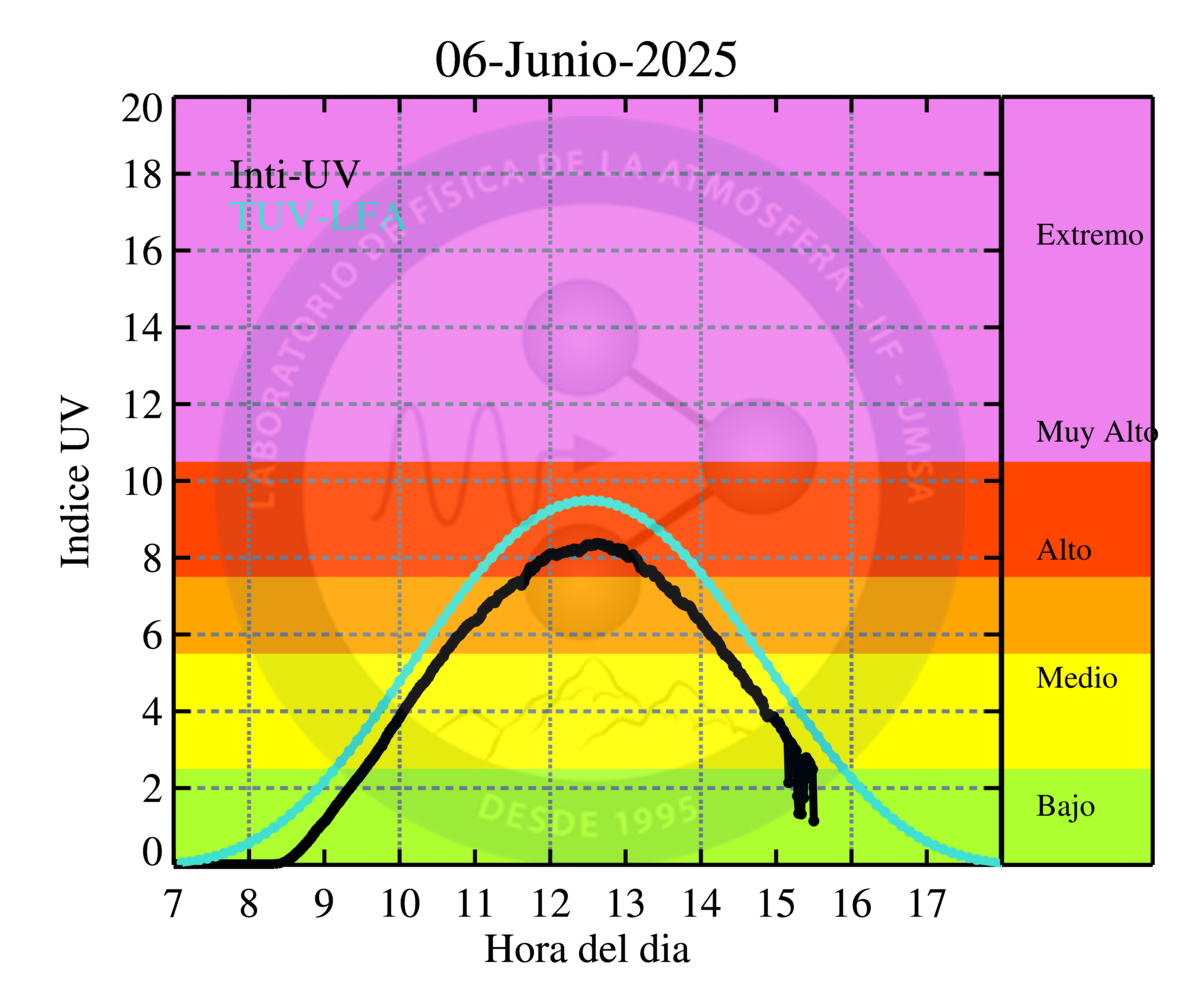 06-Junio-2025
Inti-UV
TUV-LFA
20
18
16
14
12
10
8
6
4
2
0
Indice UV
7 8 9 10 11 12 13 14 15 16 17
Hora del dia
Extremo
Muy Alto
Alto
Medio
Bajo
LABORATORIO DE FÍSICA DE LA ATMÓSFERA - IIF - UMSA
DESDE 1995